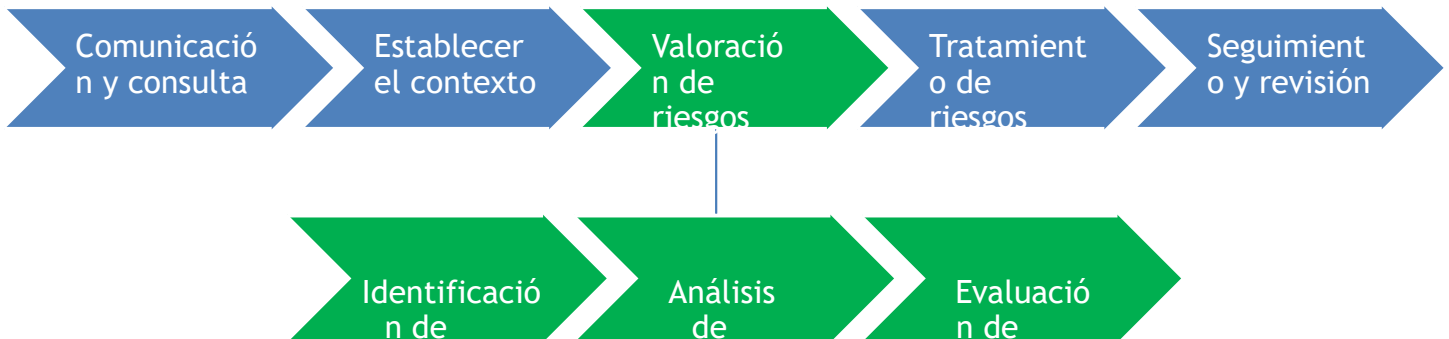 Comunicació
n y consulta
Establecer
el contexto
Valoració
n de
riesgos
Tratamient
o de
riesgos
Seguimient
o y revisión
Identificació
n de
Análisis
de
Evaluació
n de